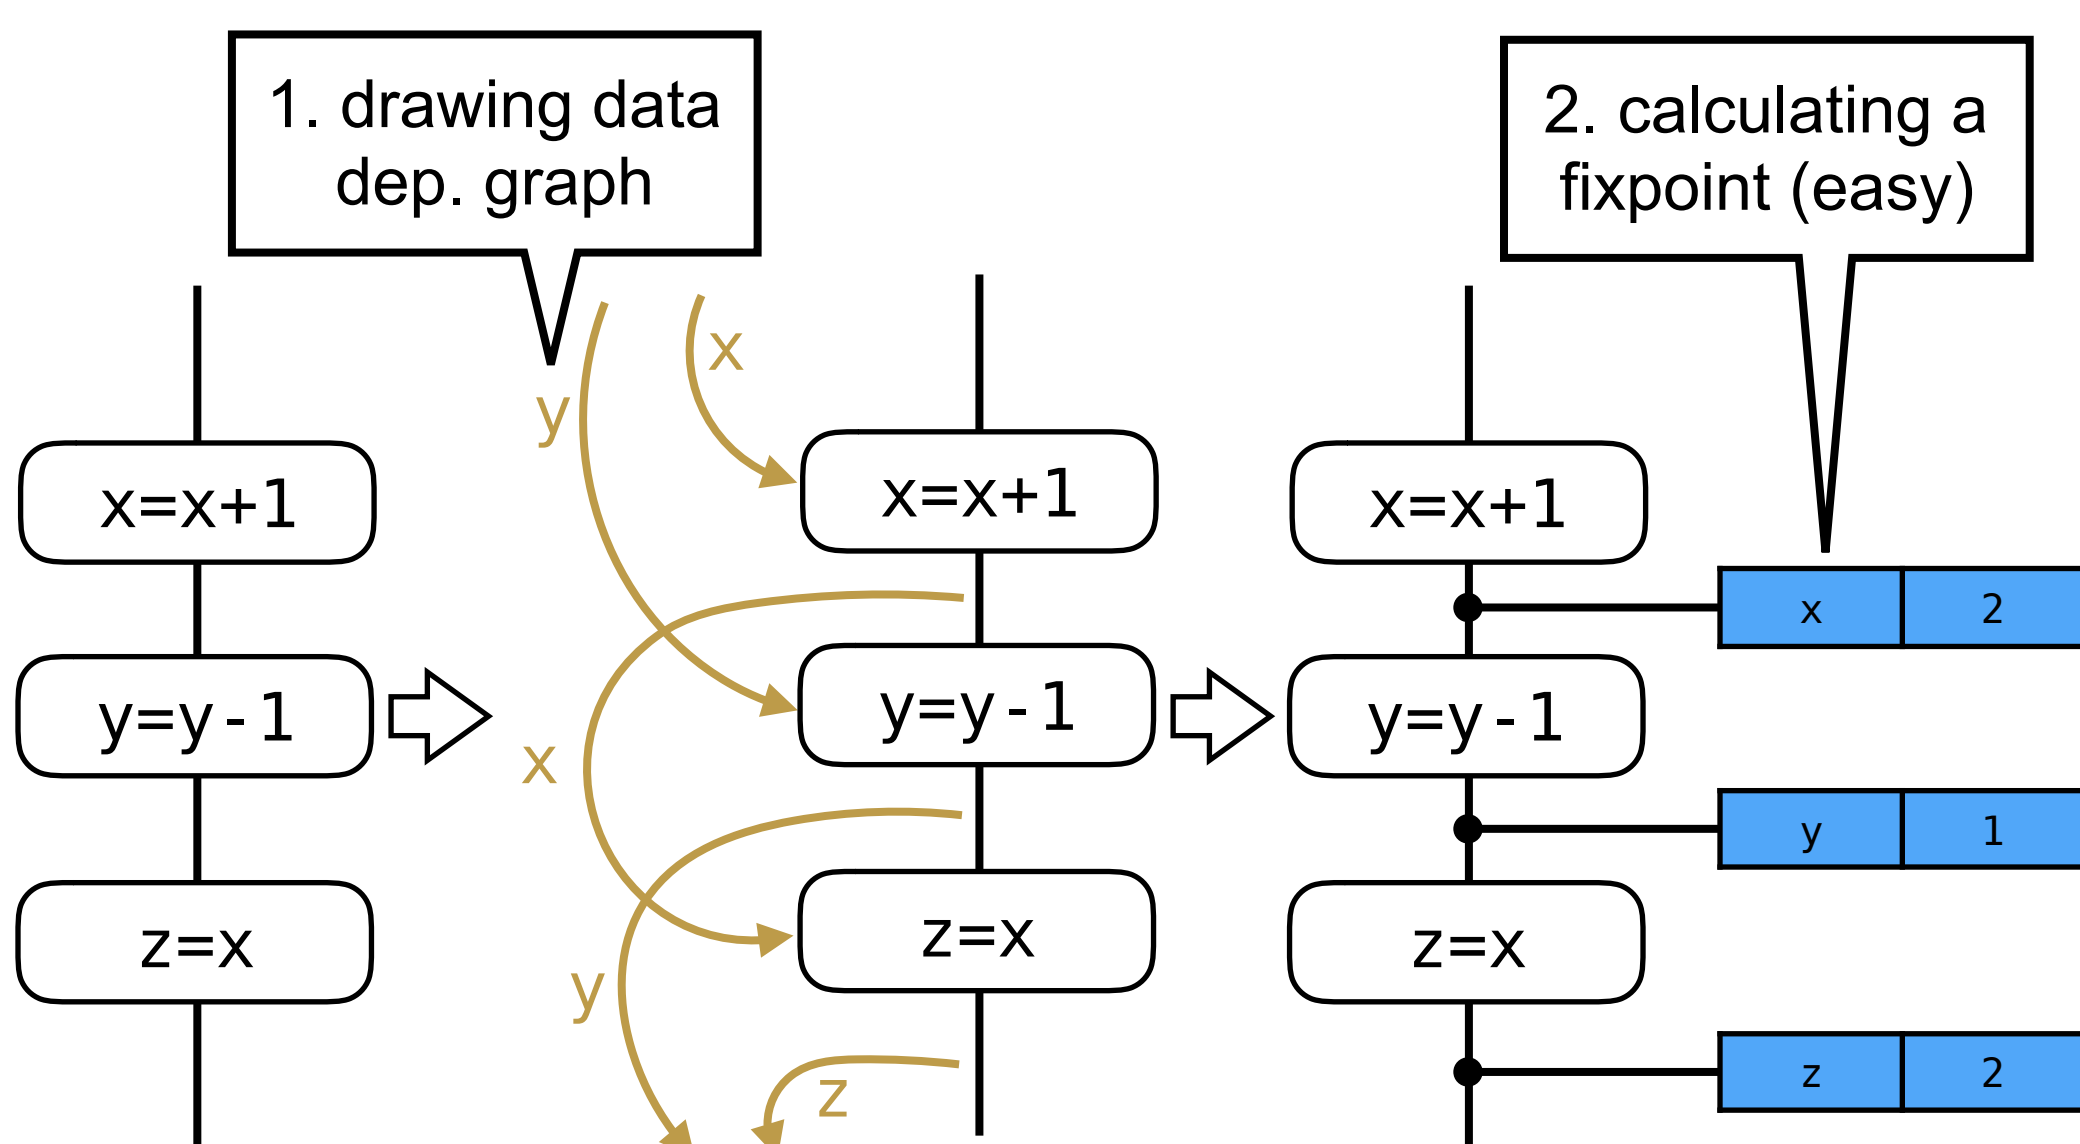 1. drawing data
dep. graph
2. calculating a
fixpoint (easy)
x=x+1
y=y-1
z=x
y
x
x
y
z
x=x+1
y=y-1
z=x
x=x+1
y=y-1
z=x
x 2
y 1
z 2